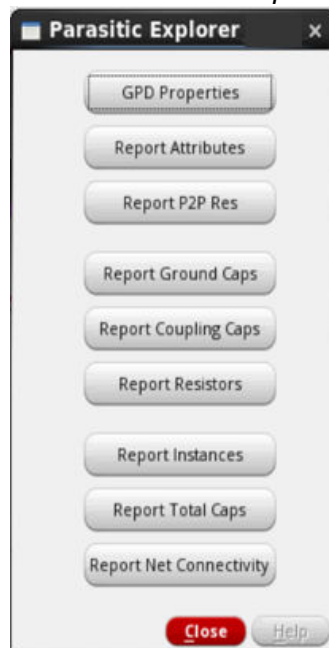 Parasitic Explorer
GPD Properties
Report Attributes
Report P2P Res
Report Ground Caps
Report Coupling Caps
Report Resistors
Report Instances
Report Total Caps
Report Net Connectivity
Close Help